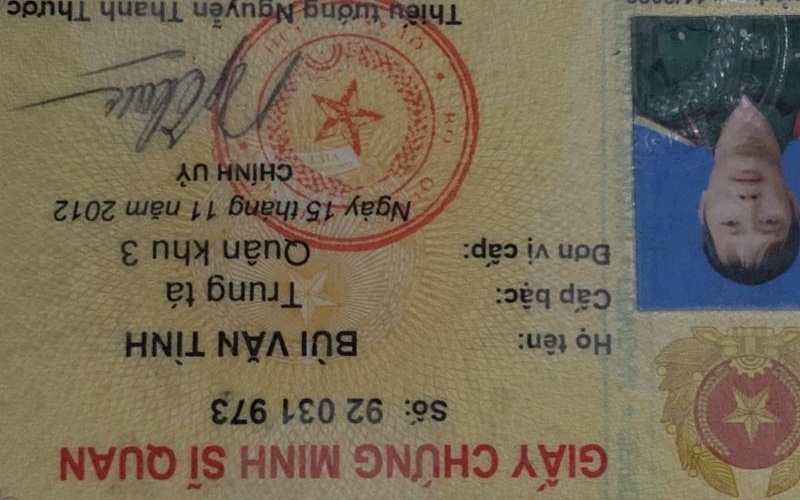 GIẤY CHỨNG MINH SĨ QUAN
Số: 92 031 973
Họ tên: BÙI VĂN TÌNH
Cấp bậc: Trung tá
Đơn vị cấp: Quân khu 3
Ngày 15 tháng 11 năm 2012
CHÍNH UỶ
Thiếu tướng Nguyễn Thanh Thược